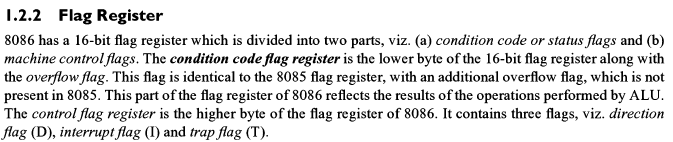 1.2.2 Flag Register
8086 has a 16-bit flag register which is divided into two parts, viz. (a) condition code or status flags and (b)
machine control flags. The condition code flag register is the lower byte of the 16-bit flag register along with
the overflow flag. This flag is identical to the 8085 flag register, with an additional overflow flag, which is not
present in 8085. This part of the flag register of 8086 reflects the results of the operations performed by ALU.
The control flag register is the higher byte of the flag register of 8086. It contains three flags, viz. direction
flag (D), interrupt flag (I) and trap flag (T).